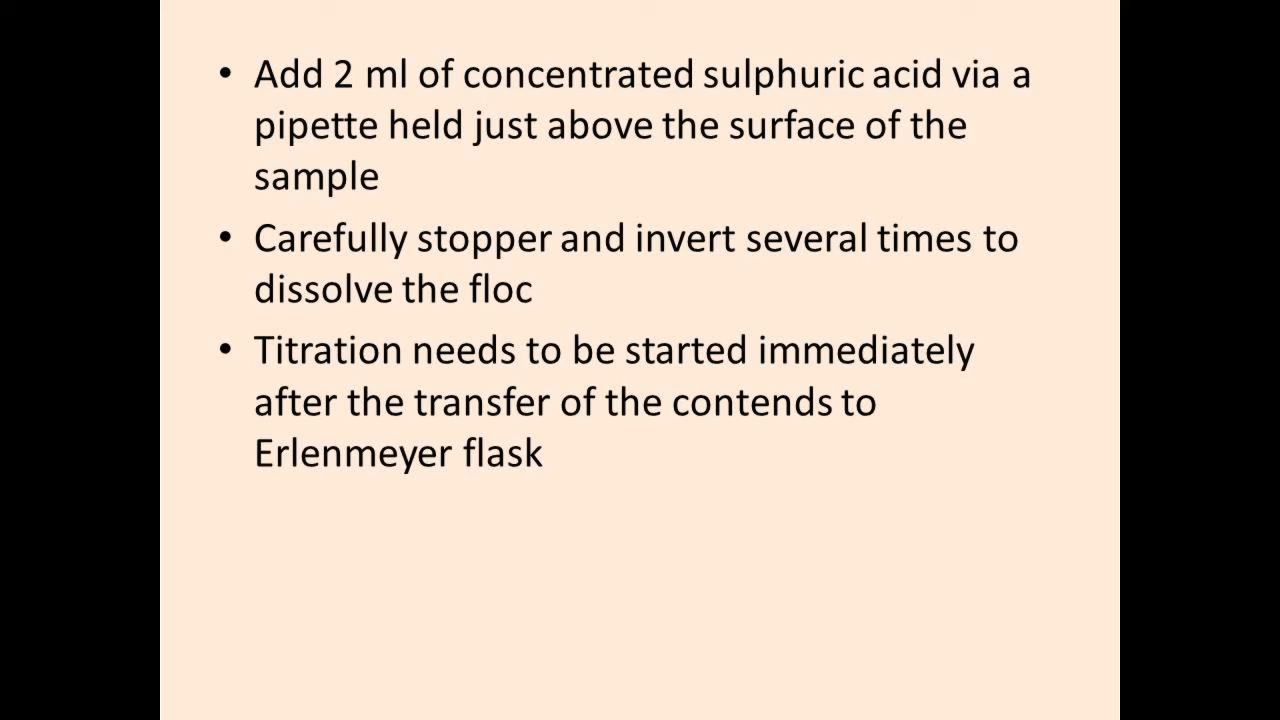 • Add 2 ml of concentrated sulphuric acid via a
pipette held just above the surface of the
sample
• Carefully stopper and invert several times to
dissolve the floc
• Titration needs to be started immediately
after the transfer of the contends to
Erlenmeyer flask